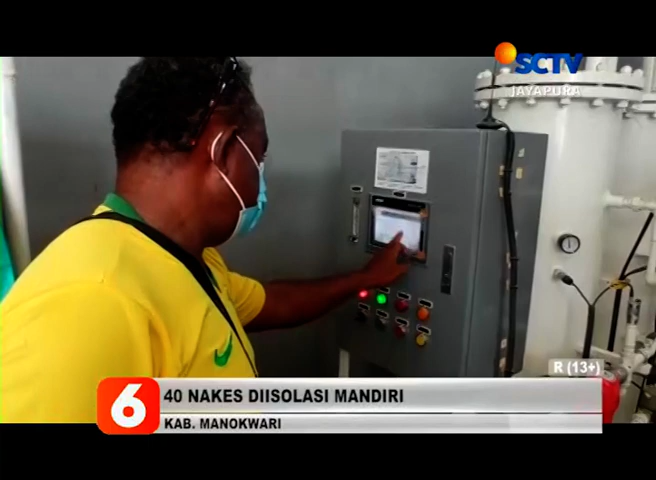 SCTV
JAYAPURA
R (13+)
6
40 NAKES DIISOLASI MANDIRI
KAB. MANOKWARI